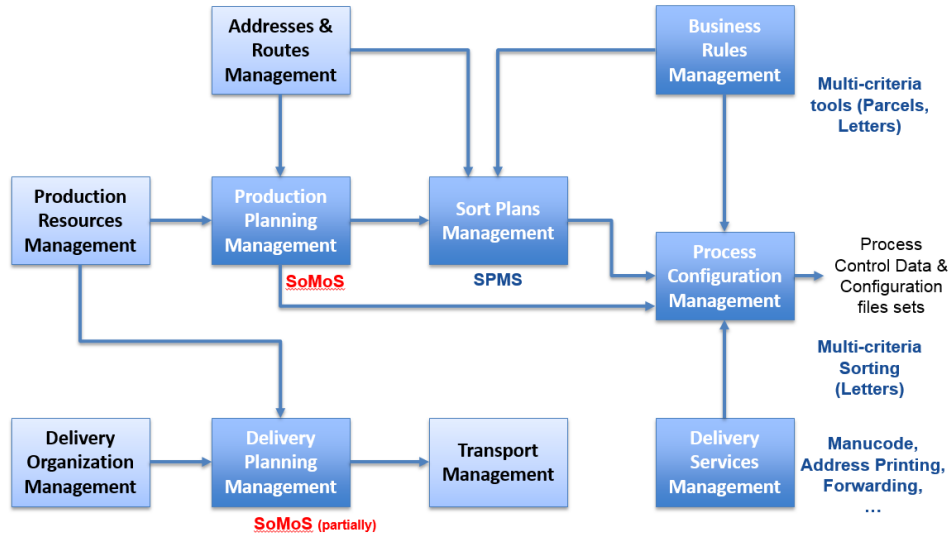 Addresses &
Routes
Management
Business
Rules
Management
Multi-criteria
tools (Parcels,
Letters)
Production
Resources
Management
Production
Planning
Management
Sort Plans
Management
Process
Configuration
Management
Process
Control Data &
Configuration
files sets
SoMoS
SPMS
Multi-criteria
Sorting
(Letters)
Delivery
Organization
Management
Delivery
Planning
Management
Transport
Management
Delivery
Services
Management
Manucode,
Address Printing,
Forwarding,
…
SoMoS (partially)